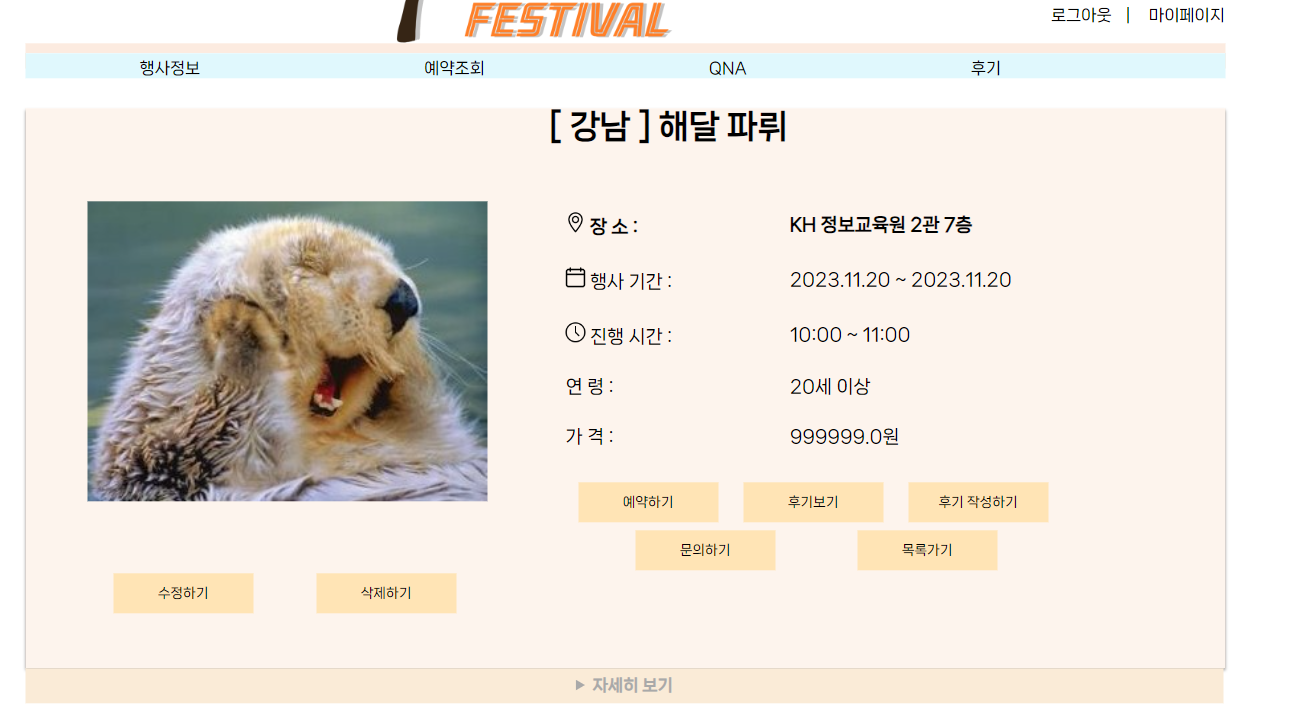 FESTIVAL
로그아웃 | 마이페이지
행사정보 예약조회 QNA 후기
[ 강남 ] 해달 파뤼
장 소 : KH 정보교육원 2관 7층
행사 기간 : 2023.11.20 ~ 2023.11.20
진행 시간 : 10:00 ~ 11:00
연 령 : 20세 이상
가 격 : 999999.0원
예약하기 후기보기 후기 작성하기
문의하기 목록가기
수정하기 삭제하기
▶ 자세히 보기